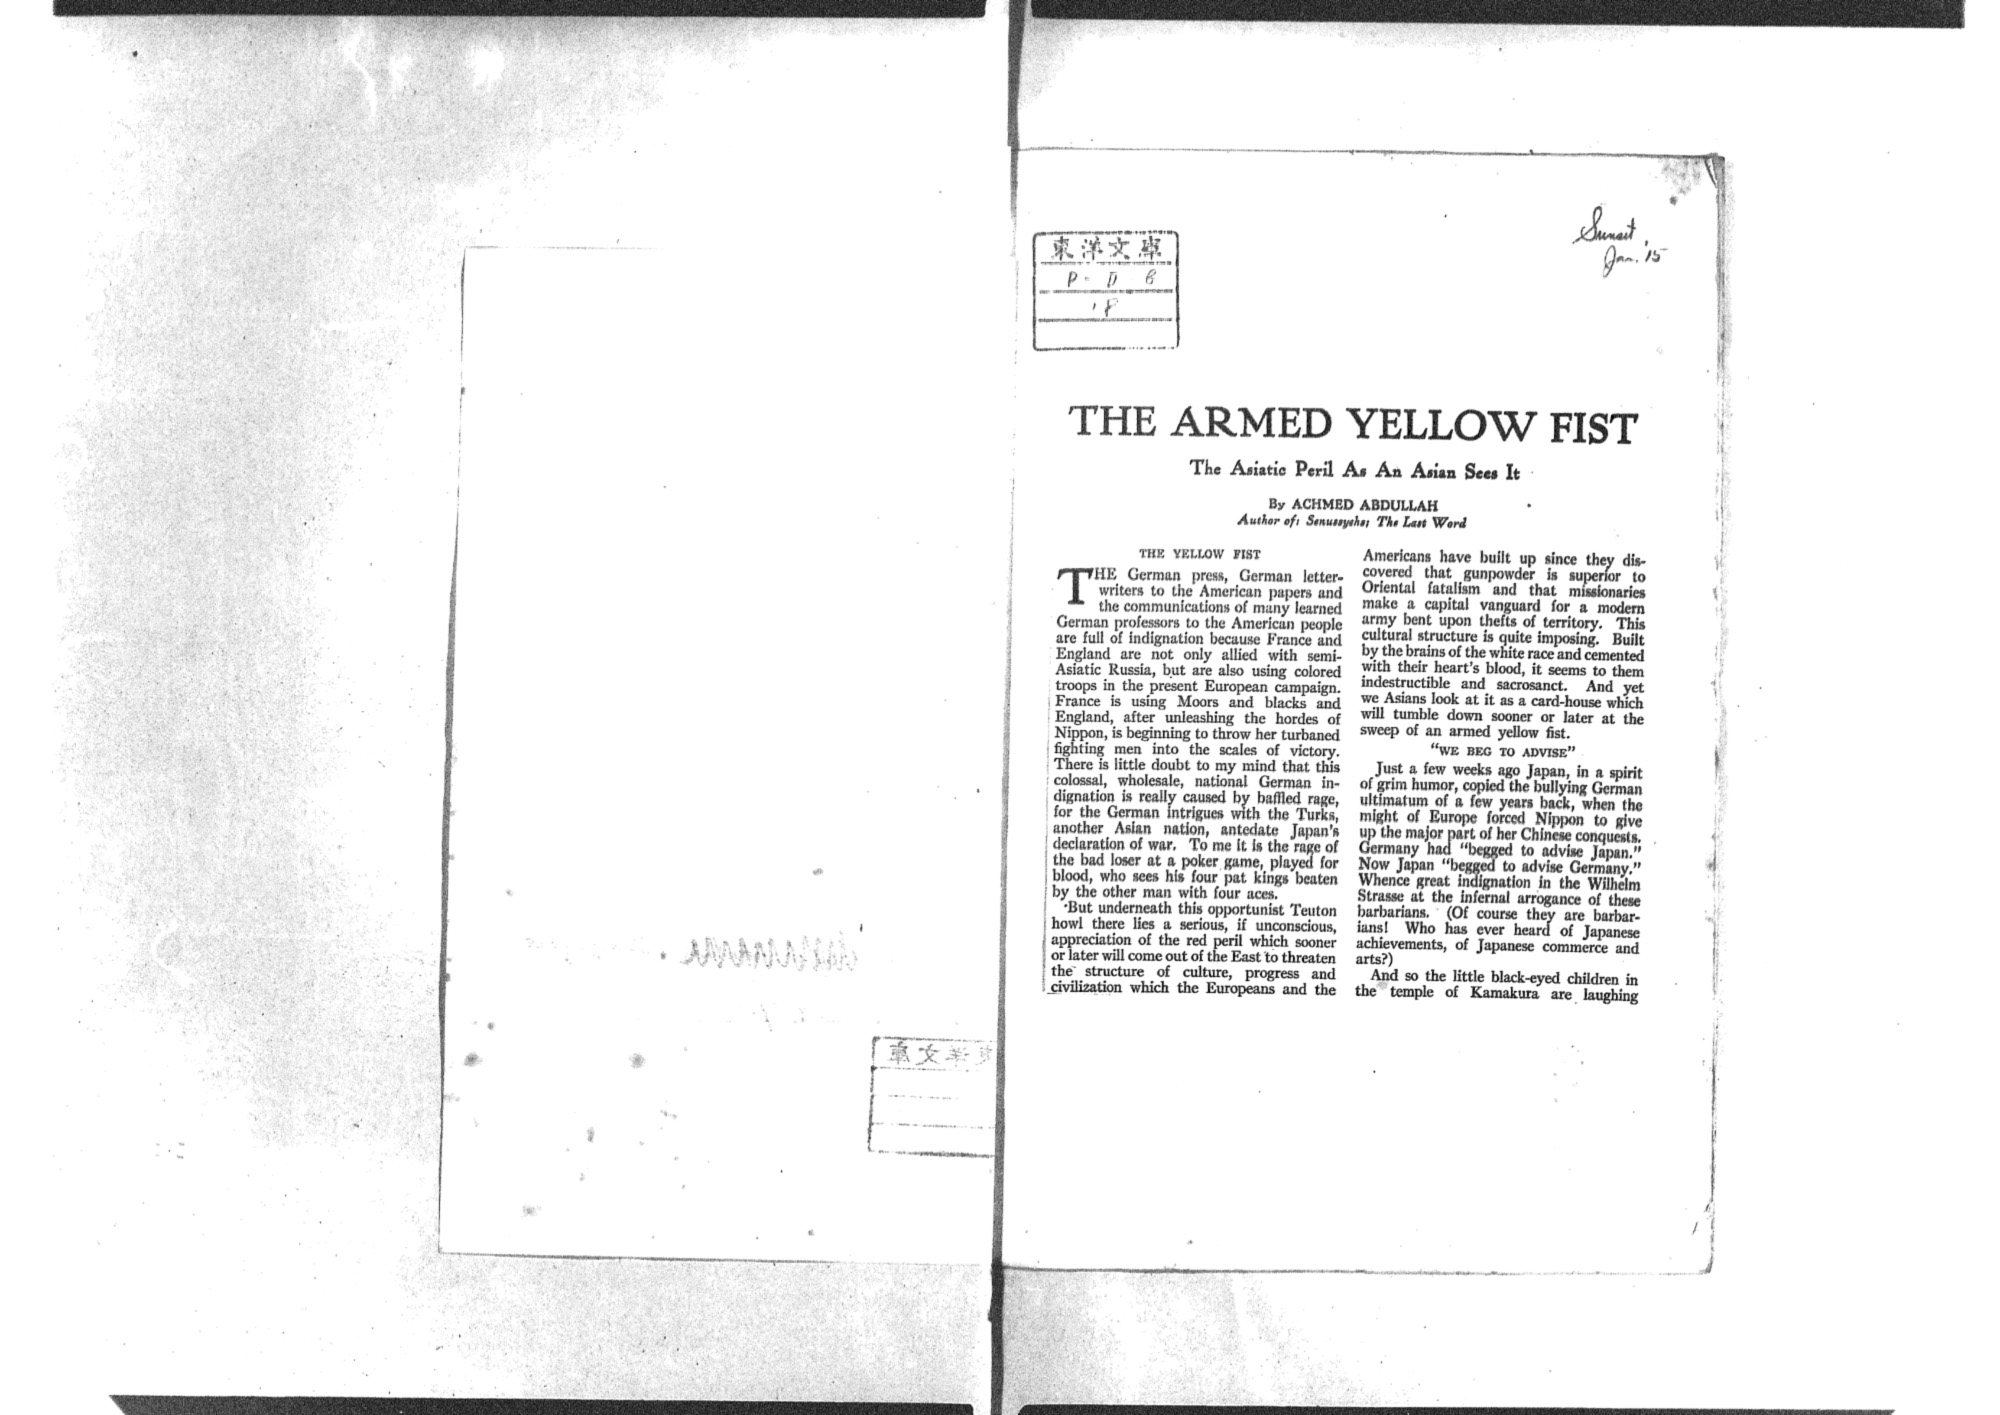 東洋文庫
P- D 8
18
Sunset,
Jan. '15
THE ARMED YELLOW FIST
The Asiatic Peril As An Asian Sees It
By ACHMED ABDULLAH
Author of: Senussyeha; The Last Word
THE YELLOW FIST
THE German press, German letter-
writers to the American papers and
the communications of many learned
German professors to the American people
are full of indignation because France and
England are not only allied with semi-
Asiatic Russia, but are also using colored
troops in the present European campaign.
France is using Moors and blacks and
England, after unleashing the hordes of
Nippon, is beginning to throw her turbaned
fighting men into the scales of victory.
There is little doubt to my mind that this
colossal, wholesale, national German in-
dignation is really caused by baffled rage,
for the German intrigues with the Turks,
another Asian nation, antedate Japan's
declaration of war. To me it is the rage of
the bad loser at a poker game, played for
blood, who sees his four pat kings beaten
by the other man with four aces.
But underneath this opportunist Teuton
howl there lies a serious, if unconscious,
appreciation of the red peril which sooner
or later will come out of the East to threaten
the structure of culture, progress and
civilization which the Europeans and the
Americans have built up since they dis-
covered that gunpowder is superior to
Oriental fatalism and that missionaries
make a capital vanguard for a modern
army bent upon thefts of territory. This
cultural structure is quite imposing. Built
by the brains of the white race and cemented
with their heart's blood, it seems to them
indestructible and sacrosanct. And yet
we Asians look at it as a card-house which
will tumble down sooner or later at the
sweep of an armed yellow fist.
"WE BEG TO ADVISE"
Just a few weeks ago Japan, in a spirit
of grim humor, copied the bullying German
ultimatum of a few years back, when the
might of Europe forced Nippon to give
up the major part of her Chinese conquests.
Germany had "begged to advise Japan."
Now Japan "begged to advise Germany."
Whence great indignation in the Wilhelm
Strasse at the infernal arrogance of these
barbarians. (Of course they are barbar-
ians! Who has ever heard of Japanese
achievements, of Japanese commerce and
arts?)
And so the little black-eyed children in
the temple of Kamakura are laughing